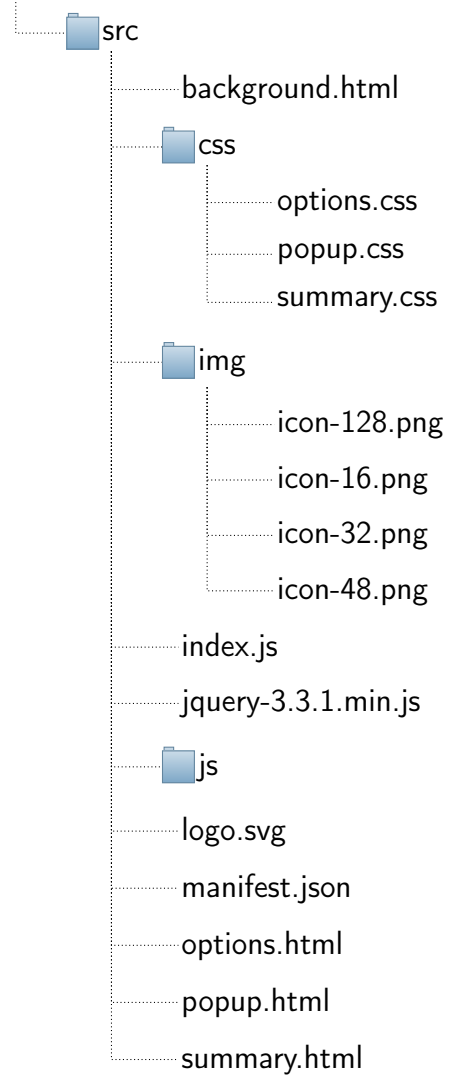 src
background.html
css
options.css
popup.css
summary.css
img
icon-128.png
icon-16.png
icon-32.png
icon-48.png
index.js
jquery-3.3.1.min.js
js
logo.svg
manifest.json
options.html
popup.html
summary.html